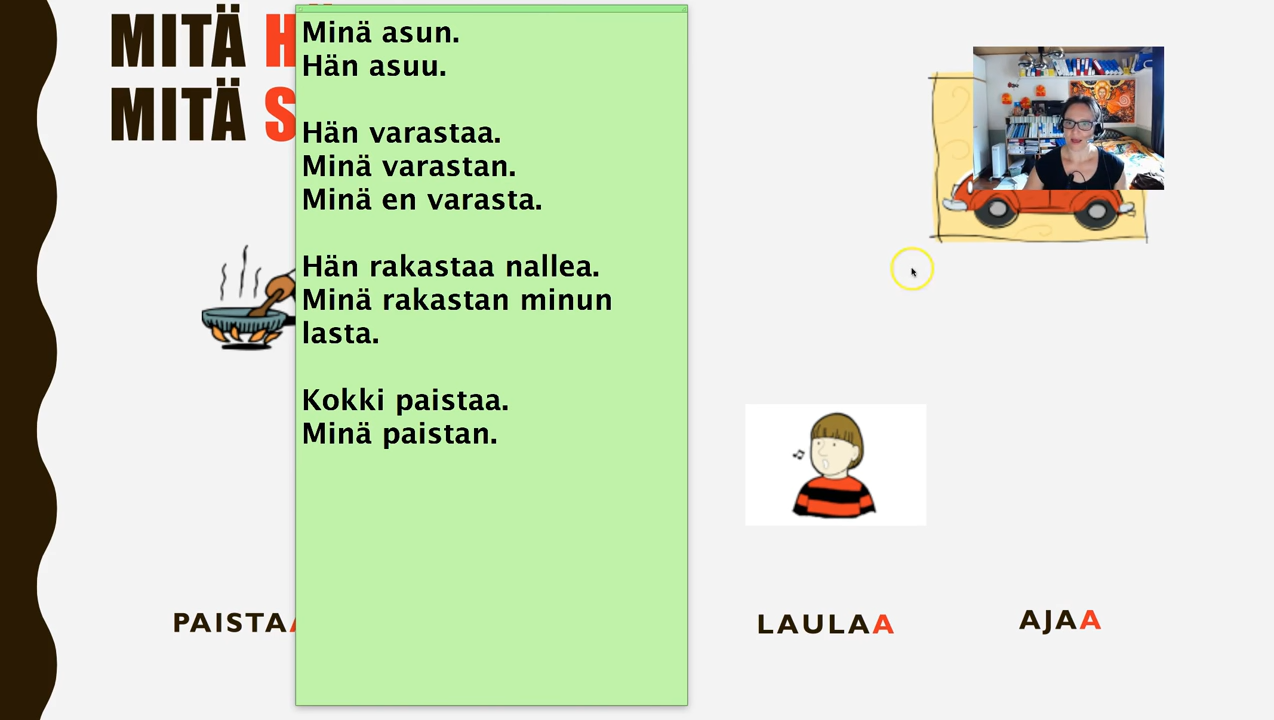 MITÄ
MITÄ
Minä asun.
Hän asuu.
Hän varastaa.
Minä varastan.
Minä en varasta.
Hän rakastaa nallea.
Minä rakastan minun
lasta.
Kokki paistaa.
Minä paistan.
LAULAA
AJAA